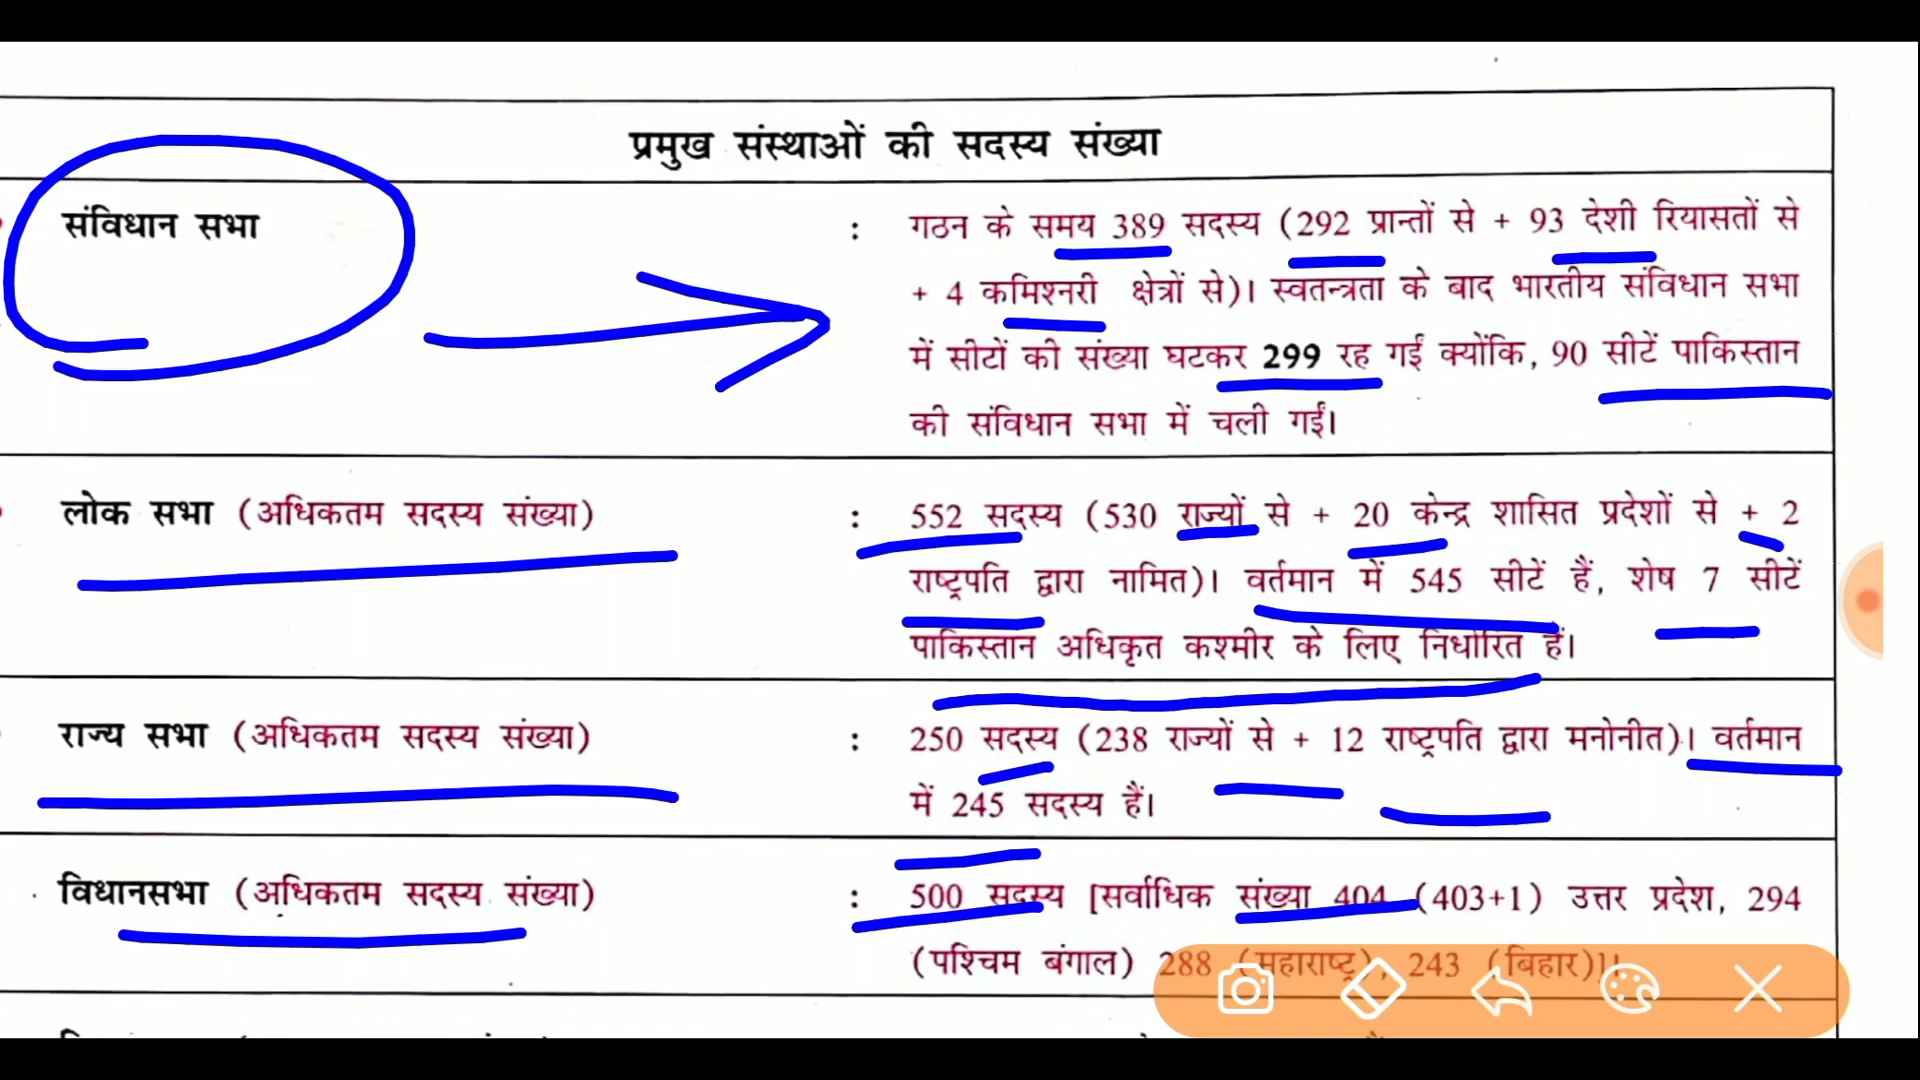 प्रमुख संस्थाओं की सदस्य संख्या
संविधान सभा : गठन के समय 389 सदस्य (292 प्रान्तों से + 93 देशी रियासतों से
+ 4 कमिश्नरी क्षेत्रों से)। स्वतन्त्रता के बाद भारतीय संविधान सभा
में सीटों की संख्या घटकर 299 रह गईं क्योंकि, 90 सीटें पाकिस्तान
की संविधान सभा में चली गईं।
लोक सभा (अधिकतम सदस्य संख्या) : 552 सदस्य (530 राज्यों से + 20 केन्द्र शासित प्रदेशों से + 2
राष्ट्रपति द्वारा नामित)। वर्तमान में 545 सीटें हैं, शेष 7 सीटें
पाकिस्तान अधिकृत कश्मीर के लिए निर्धारित हैं।
राज्य सभा (अधिकतम सदस्य संख्या) : 250 सदस्य (238 राज्यों से + 12 राष्ट्रपति द्वारा मनोनीत)। वर्तमान
में 245 सदस्य हैं।
विधानसभा (अधिकतम सदस्य संख्या) : 500 सदस्य [सर्वाधिक संख्या 404 (403+1) उत्तर प्रदेश, 294
(पश्चिम बंगाल) 288 (महाराष्ट्र), 243 (बिहार)]।